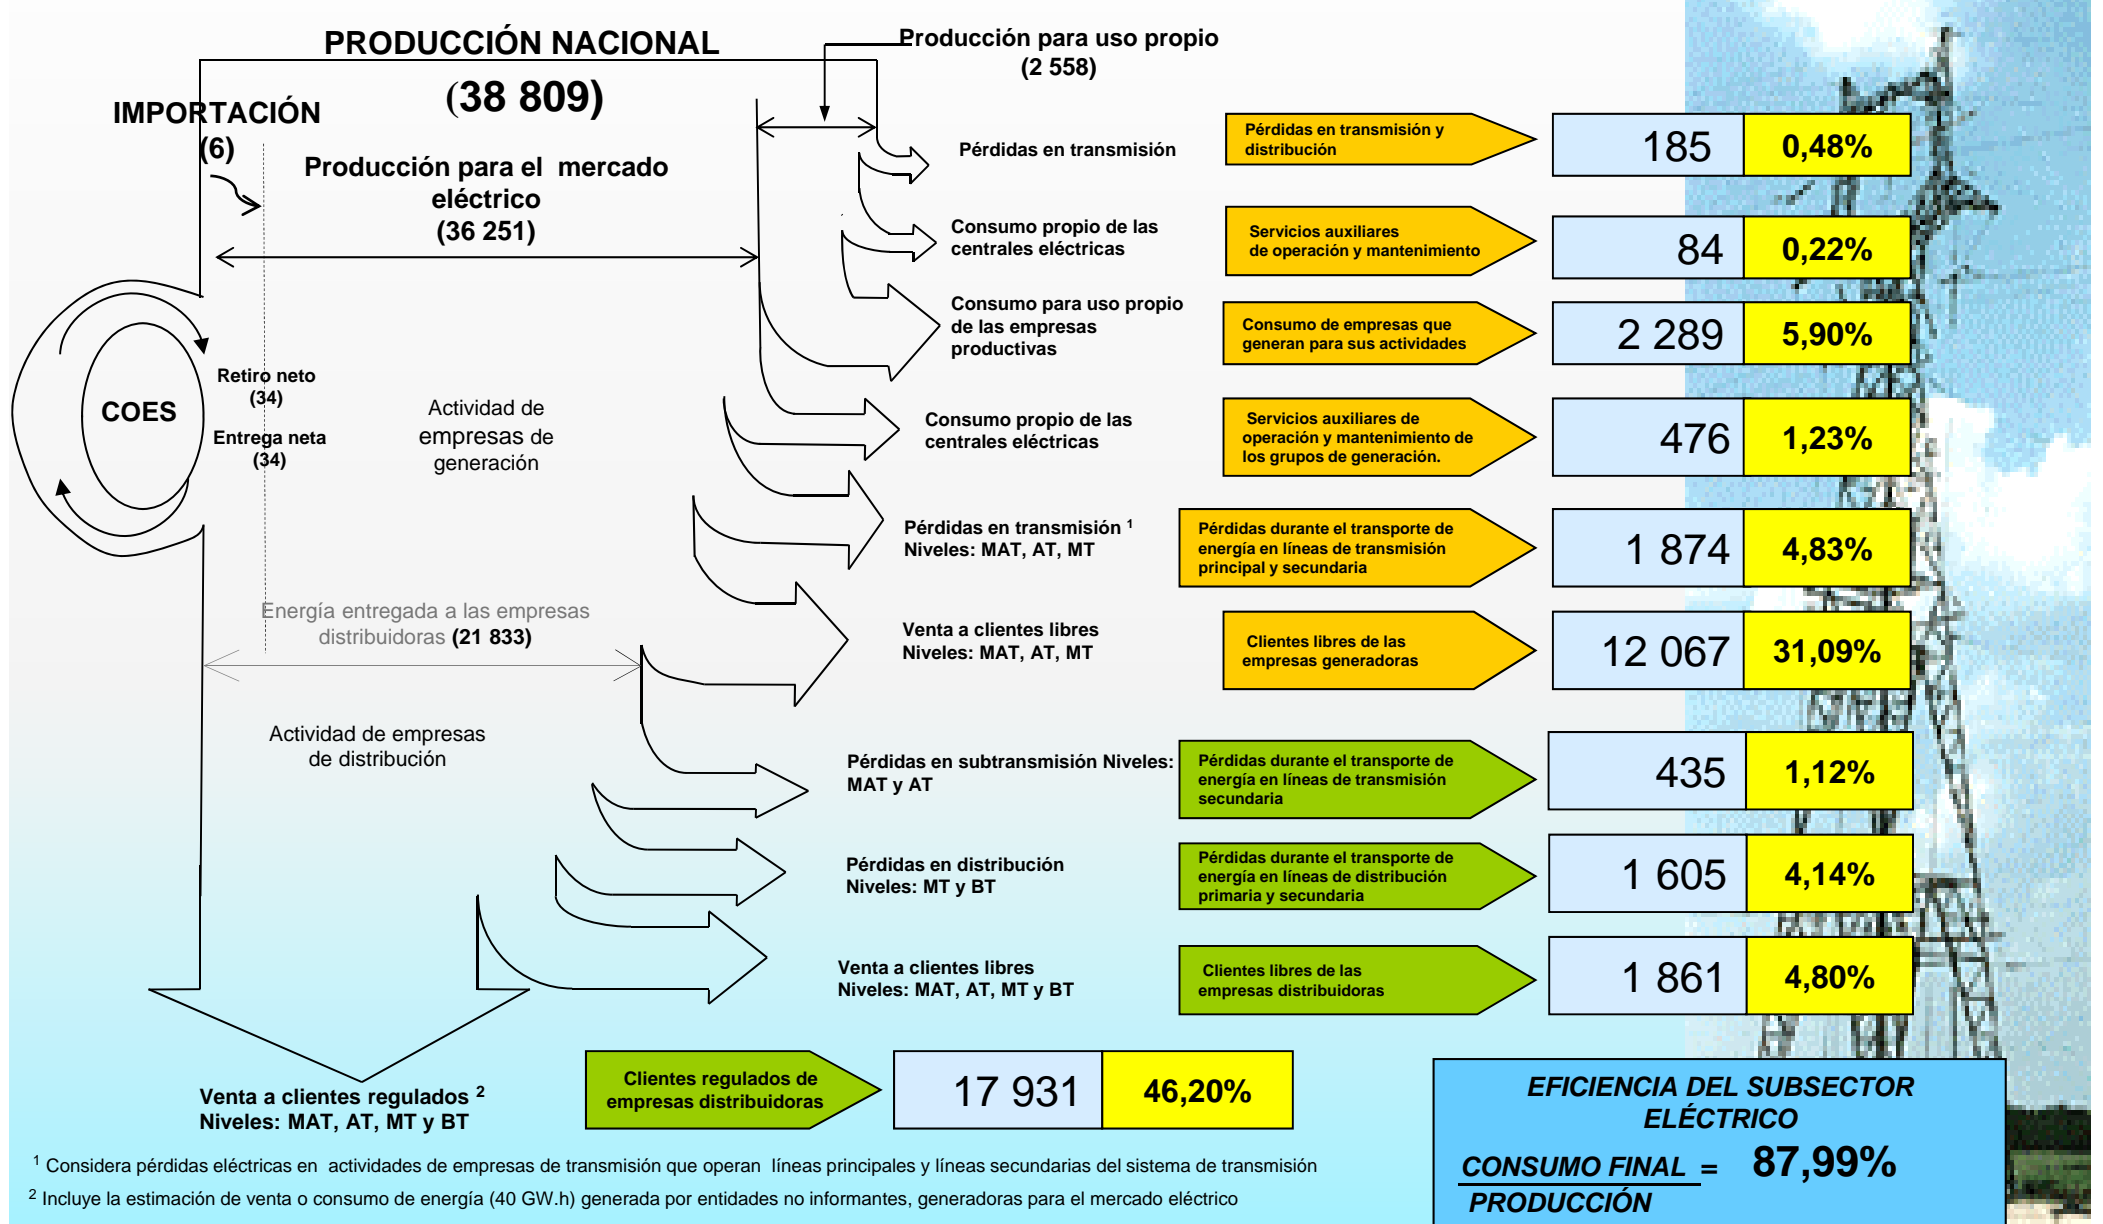 PRODUCCIÓN NACIONAL
(38 809)
Producción para uso propio
(2 558)
IMPORTACIÓN
(6)
Producción para el mercado
eléctrico
(36 251)
Pérdidas en transmisión
Pérdidas en transmisión y
distribución
185
0,48%
Consumo propio de las
centrales eléctricas
Servicios auxiliares
de operación y mantenimiento
84
0,22%
Consumo para uso propio
de las empresas
productivas
Consumo de empresas que
generan para sus actividades
2 289
5,90%
COES
Retiro neto
(34)
Entrega neta
(34)
Actividad de
empresas de
generación
Consumo propio de las
centrales eléctricas
Servicios auxiliares de
operación y mantenimiento de
los grupos de generación.
476
1,23%
Pérdidas en transmisión ¹
Niveles: MAT, AT, MT
Pérdidas durante el transporte de
energía en líneas de transmisión
principal y secundaria
1 874
4,83%
Energía entregada a las empresas
distribuidoras (21 833)
Venta a clientes libres
Niveles: MAT, AT, MT
Clientes libres de las
empresas generadoras
12 067
31,09%
Actividad de empresas
de distribución
Pérdidas en subtransmisión Niveles:
MAT y AT
Pérdidas durante el transporte de
energía en líneas de transmisión
secundaria
435
1,12%
Pérdidas en distribución
Niveles: MT y BT
Pérdidas durante el transporte de
energía en líneas de distribución
primaria y secundaria
1 605
4,14%
Venta a clientes libres
Niveles: MAT, AT, MT y BT
Clientes libres de las
empresas distribuidoras
1 861
4,80%
Venta a clientes regulados ²
Niveles: MAT, AT, MT y BT
Clientes regulados de
empresas distribuidoras
17 931
46,20%
EFICIENCIA DEL SUBSECTOR
ELÉCTRICO
CONSUMO FINAL = 87,99%
PRODUCCIÓN
¹ Considera pérdidas eléctricas en actividades de empresas de transmisión que operan líneas principales y líneas secundarias del sistema de transmisión
² Incluye la estimación de venta o consumo de energía (40 GW.h) generada por entidades no informantes, generadoras para el mercado eléctrico